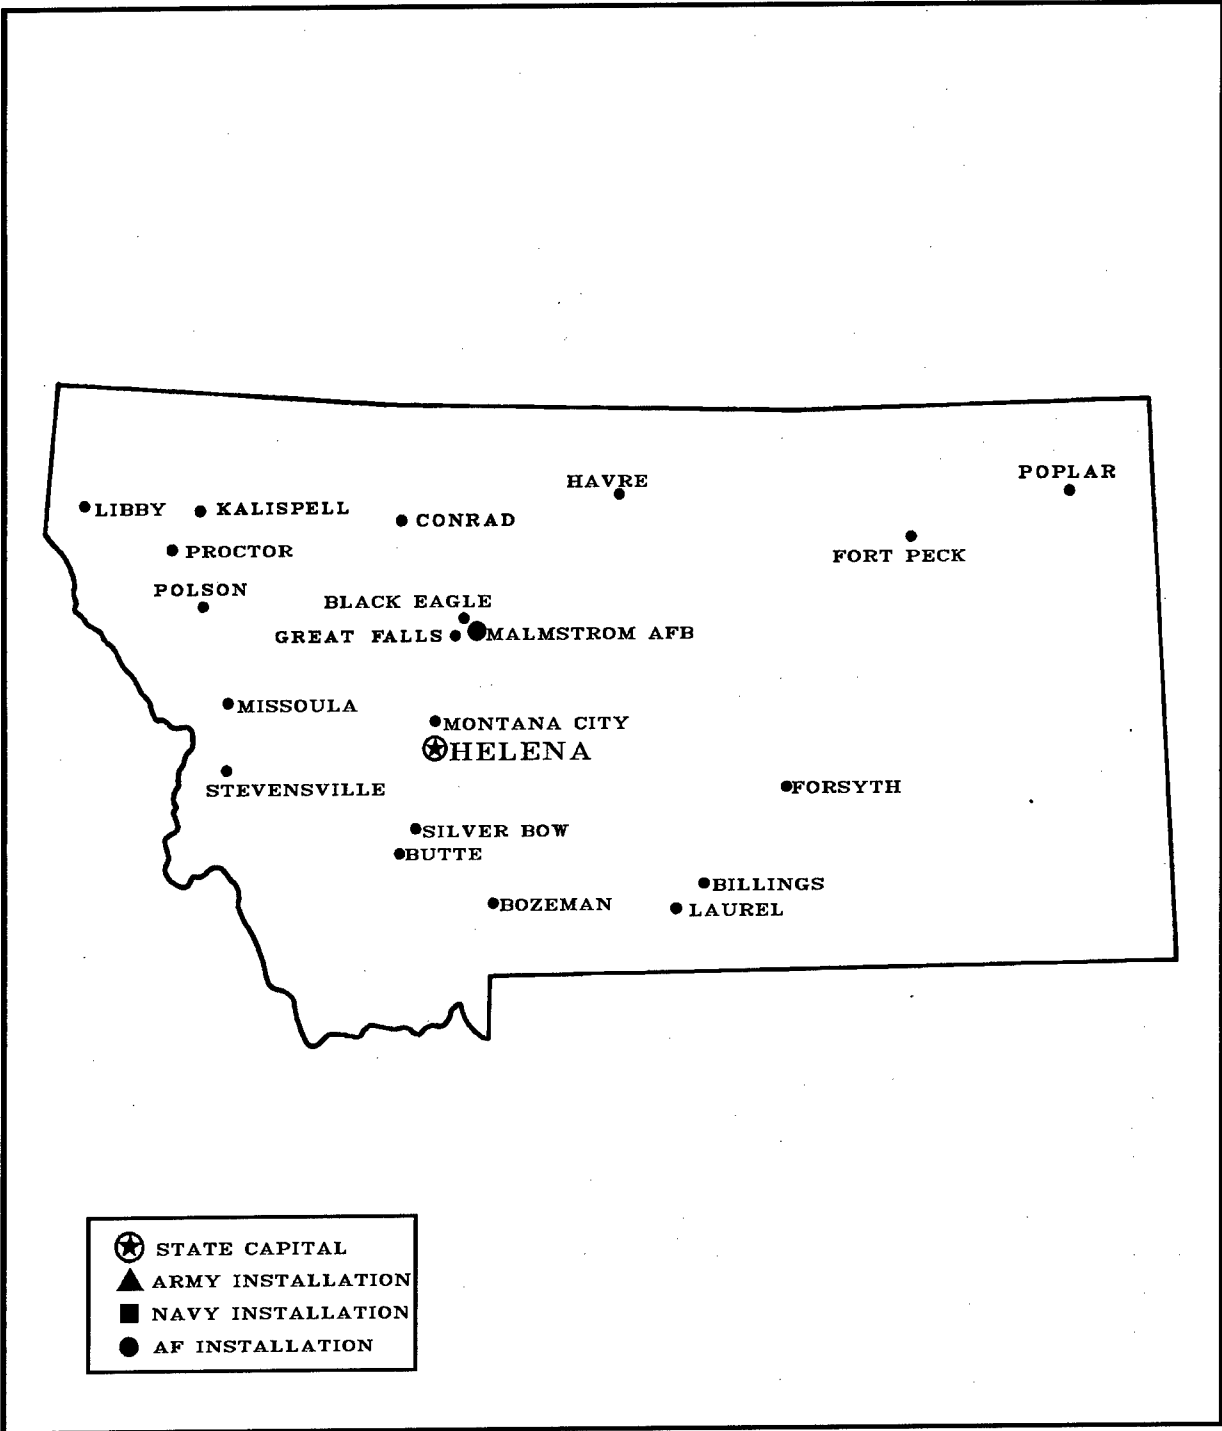 POPLAR
HAVRE
LIBBY
KALISPELL
CONRAD
PROCTOR
FORT PECK
POLSON
BLACK EAGLE
GREAT FALLS
MALMSTROM AFB
MISSOULA
MONTANA CITY
HELENA
STEVENSVILLE
FORSYTH
SILVER BOW
BUTTE
BILLINGS
BOZEMAN
LAUREL
STATE CAPITAL
ARMY INSTALLATION
NAVY INSTALLATION
AF INSTALLATION